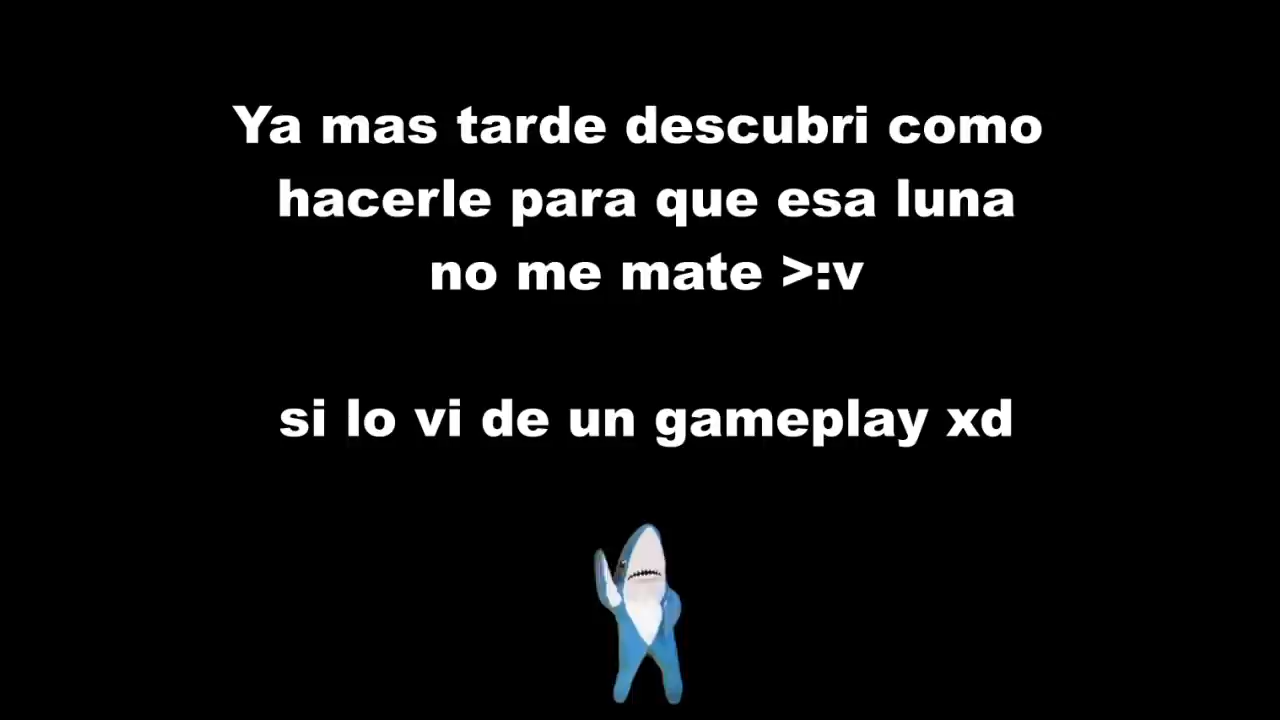 Ya mas tarde descubri como
hacerle para que esa luna
no me mate >:v
si lo vi de un gameplay xd